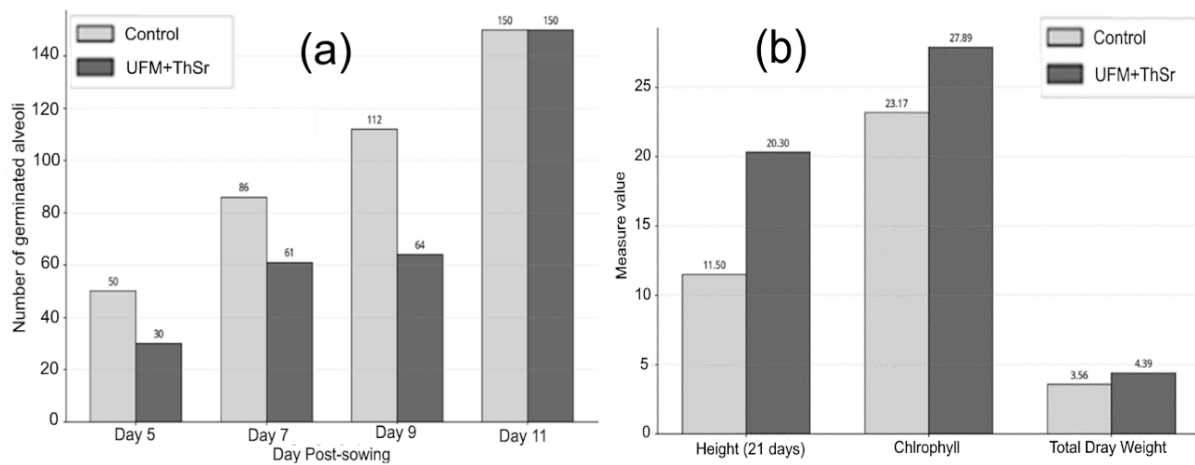 (a)
Control
UFM+ThSr
Number of germinated alveoli
140
120
100
80
60
40
20
0
50
30
86
61
112
64
150
150
Day 5
Day 7
Day 9
Day 11
Day Post-sowing
(b)
Control
UFM+ThSr
Measure value
25
20
15
10
5
0
11.50
20.30
23.17
27.89
3.56
4.39
Height (21 days)
Chlrophyll
Total Dray Weight